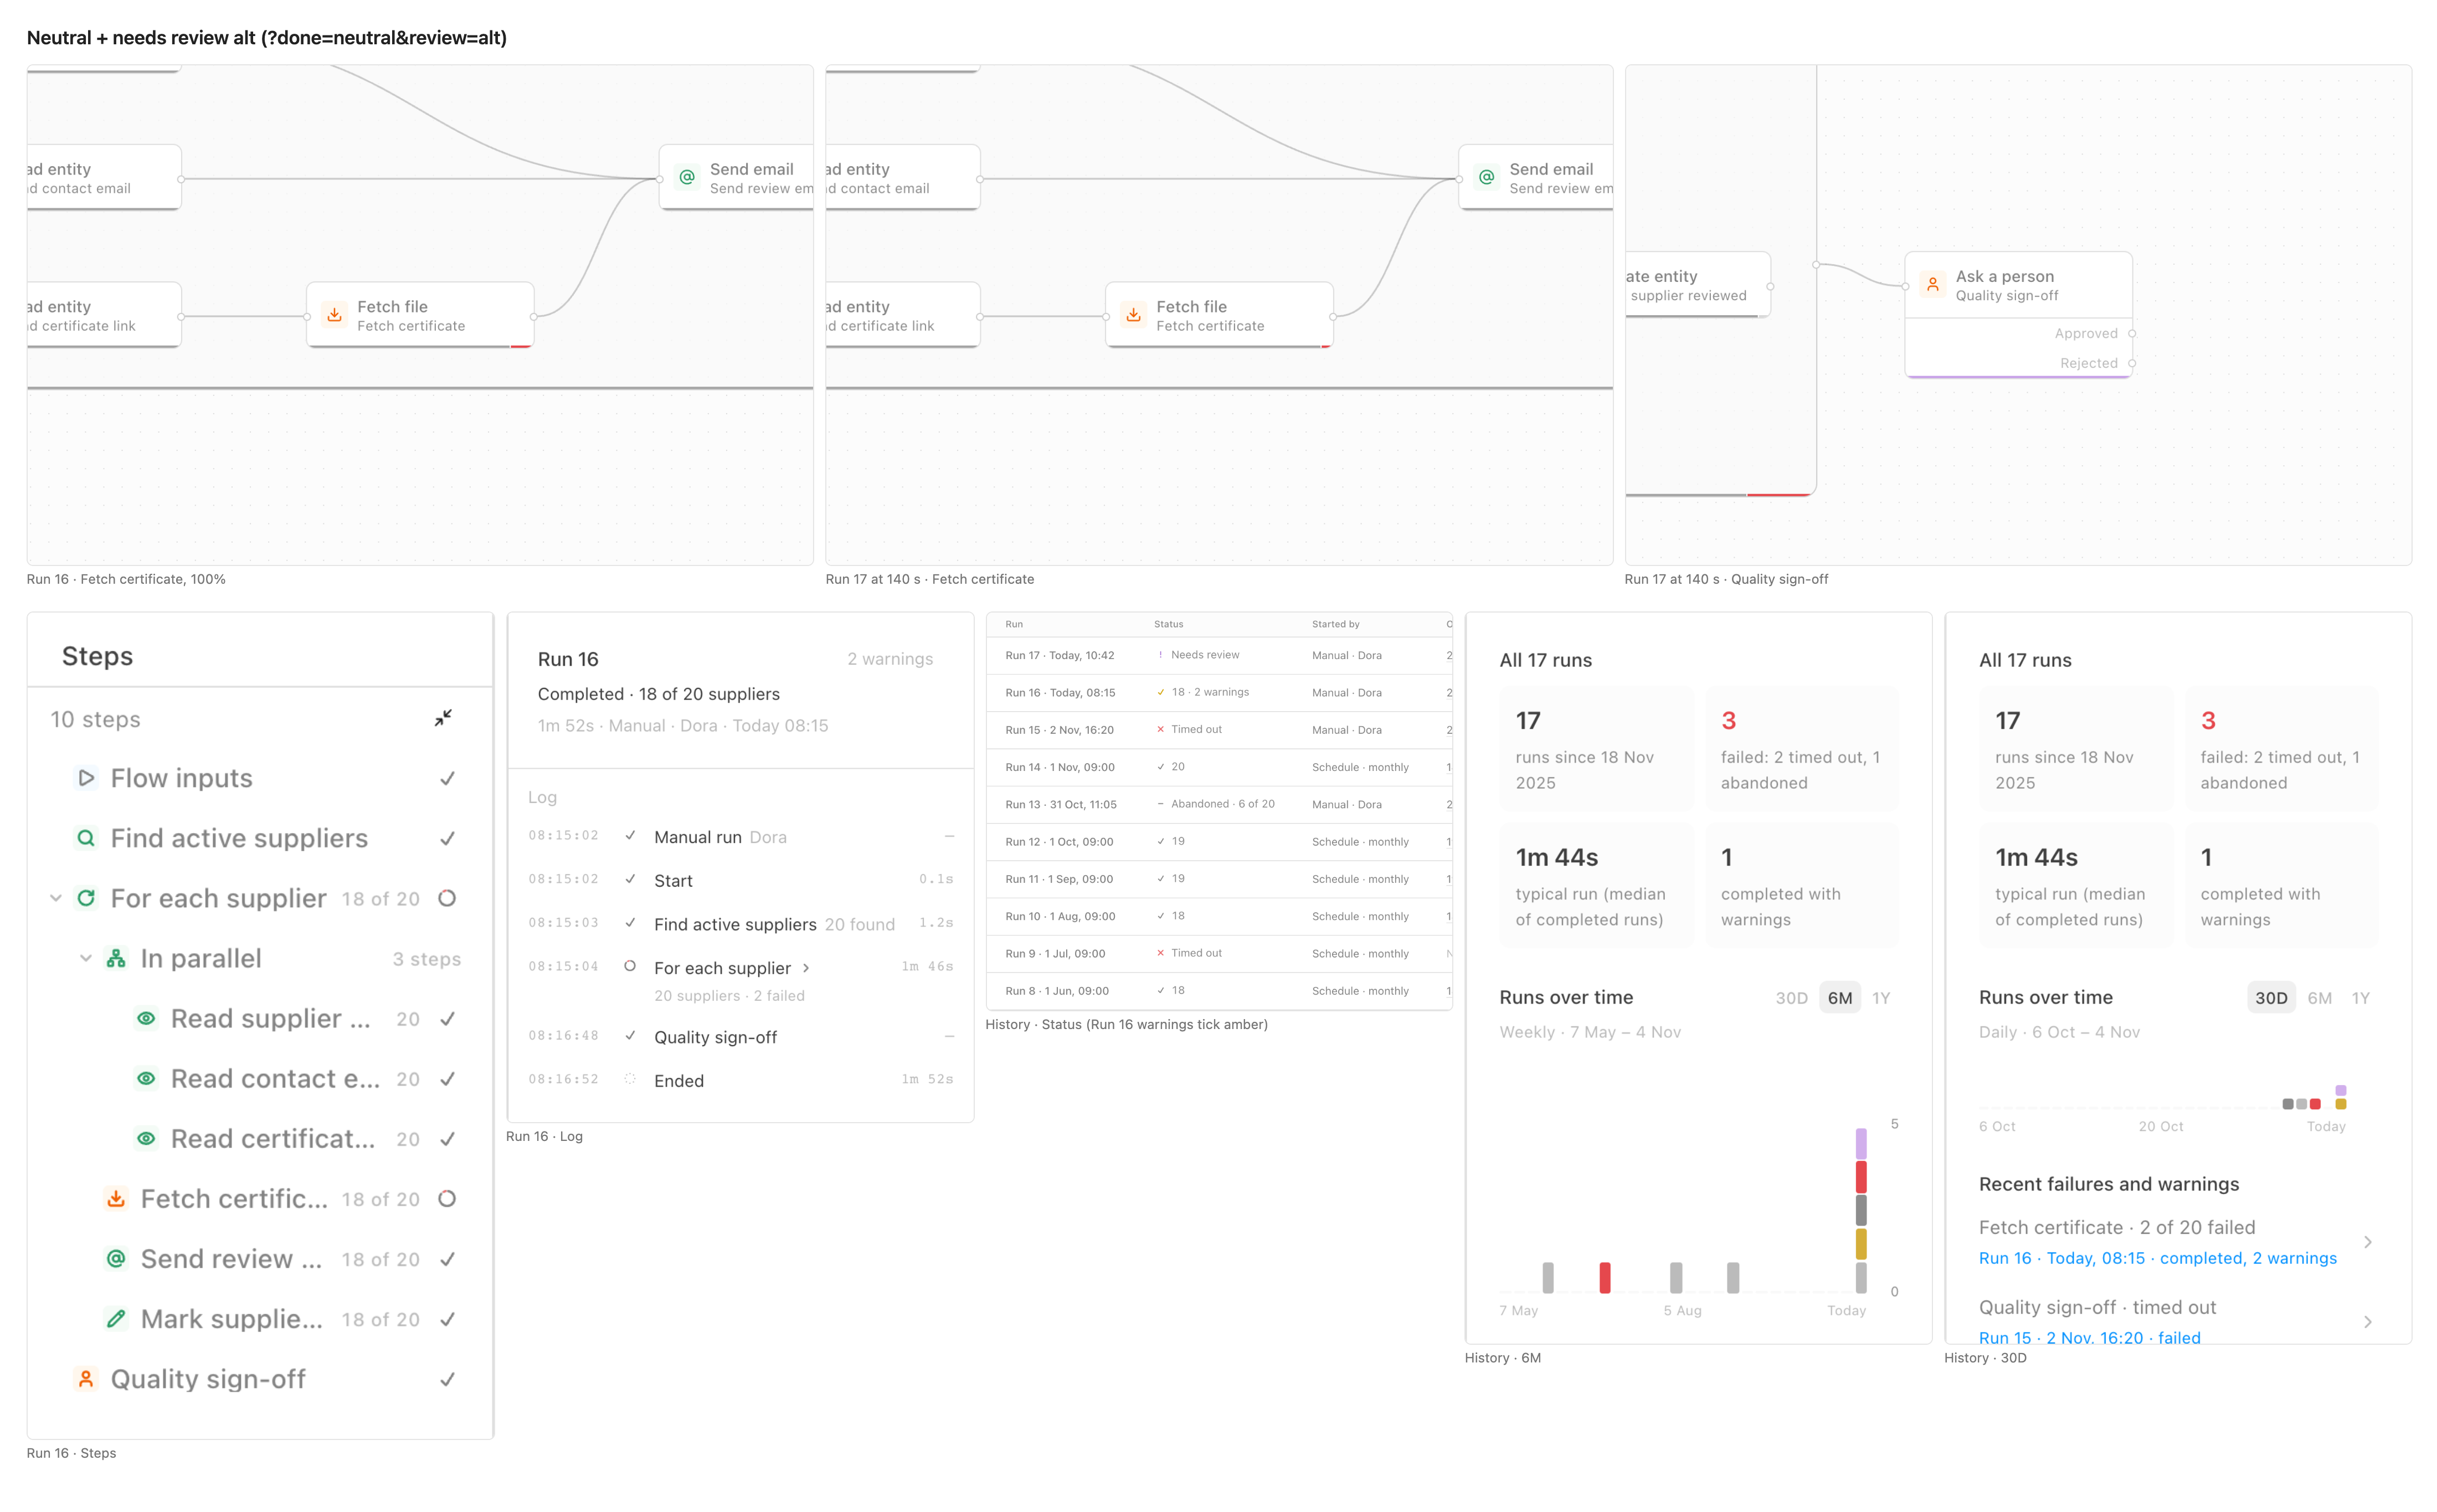 Neutral + needs review alt (?done=neutral&review=alt)
ad entity
d contact email
Send email
Send review em
ad entity
d certificate link
Fetch file
Fetch certificate
Run 16 · Fetch certificate, 100%
ad entity
d contact email
Send email
Send review em
ad entity
d certificate link
Fetch file
Fetch certificate
Run 17 at 140 s · Fetch certificate
ate entity
supplier reviewed
Ask a person
Quality sign-off
Approved
Rejected
Run 17 at 140 s · Quality sign-off
Steps
10 steps
Flow inputs
Find active suppliers
For each supplier 18 of 20
In parallel 3 steps
Read supplier ... 20
Read contact e... 20
Read certificat... 20
Fetch certific... 18 of 20
Send review ... 18 of 20
Mark supplie... 18 of 20
Quality sign-off
Run 16 · Steps
Run 16 2 warnings
Completed · 18 of 20 suppliers
1m 52s · Manual · Dora · Today 08:15
Log
08:15:02 ✓ Manual run Dora –
08:15:02 ✓ Start 0.1s
08:15:03 ✓ Find active suppliers 20 found 1.2s
08:15:04 For each supplier > 1m 46s
20 suppliers · 2 failed
08:16:48 ✓ Quality sign-off –
08:16:52 Ended 1m 52s
Run 16 · Log
Run Status Started by
Run 17 · Today, 10:42 ! Needs review Manual · Dora 2
Run 16 · Today, 08:15 ✓ 18 · 2 warnings Manual · Dora 2
Run 15 · 2 Nov, 16:20 × Timed out Manual · Dora 2
Run 14 · 1 Nov, 09:00 ✓ 20 Schedule · monthly 1
Run 13 · 31 Oct, 11:05 – Abandoned · 6 of 20 Manual · Dora 2
Run 12 · 1 Oct, 09:00 ✓ 19 Schedule · monthly 1
Run 11 · 1 Sep, 09:00 ✓ 19 Schedule · monthly 1
Run 10 · 1 Aug, 09:00 ✓ 18 Schedule · monthly 1
Run 9 · 1 Jul, 09:00 × Timed out Schedule · monthly
Run 8 · 1 Jun, 09:00 ✓ 18 Schedule · monthly 1
History · Status (Run 16 warnings tick amber)
All 17 runs
17
runs since 18 Nov
2025
3
failed: 2 timed out, 1
abandoned
1m 44s
typical run (median
of completed runs)
1
completed with
warnings
Runs over time 30D 6M 1Y
Weekly · 7 May – 4 Nov
5
0
7 May 5 Aug Today
History · 6M
All 17 runs
17
runs since 18 Nov
2025
3
failed: 2 timed out, 1
abandoned
1m 44s
typical run (median
of completed runs)
1
completed with
warnings
Runs over time 30D 6M 1Y
Daily · 6 Oct – 4 Nov
6 Oct 20 Oct Today
Recent failures and warnings
Fetch certificate · 2 of 20 failed
Run 16 · Today, 08:15 · completed, 2 warnings
Quality sign-off · timed out
Run 15 · 2 Nov, 16:20 · failed
History · 30D